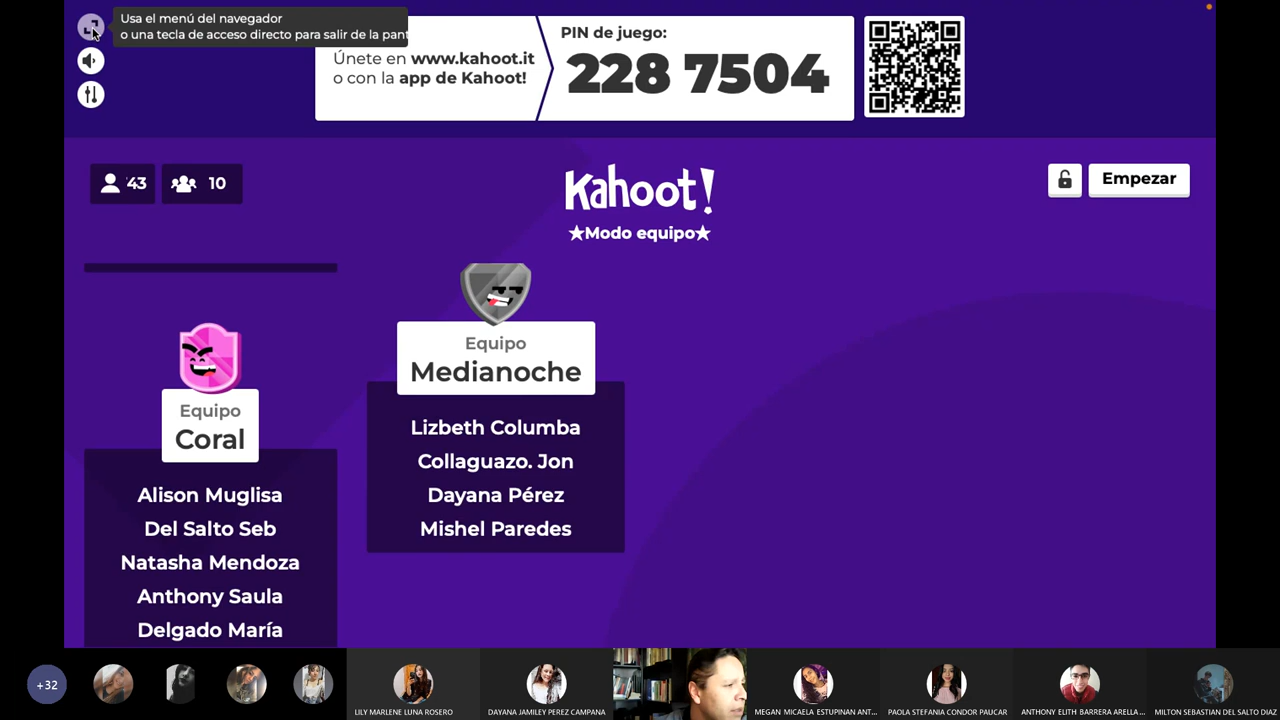 Usa el menú del navegador
o una tecla de acceso directo para salir de la pant
Únete en www.kahoot.it
o con la app de Kahoot!
PIN de juego:
228 7504
43
10
Kahoot!
★Modo equipo★
Empezar
Equipo
Coral
Alison Muglisa
Del Salto Seb
Natasha Mendoza
Anthony Saula
Delgado María
Equipo
Medianoche
Lizbeth Columba
Collaguazo. Jon
Dayana Pérez
Mishel Paredes
+32
LILY MARLENE LUNA ROSERO
DAYANA JAMILEY PEREZ CAMPANA
MEGAN MICAELA ESTUPINAN ANT...
PAOLA STEFANIA CONDOR PAUCAR
ANTHONY ELITH BARRERA ARELLA ...
MILTON SEBASTIAN DEL SALTO DIAZ